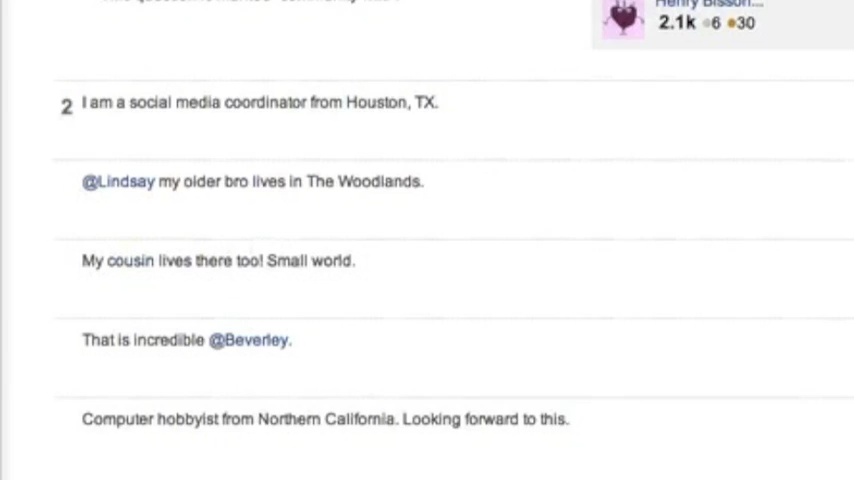 2.1k 6 30
2 I am a social media coordinator from Houston, TX.
@Lindsay my older bro lives in The Woodlands.
My cousin lives there too! Small world.
That is incredible @Beverley.
Computer hobbyist from Northern California. Looking forward to this.